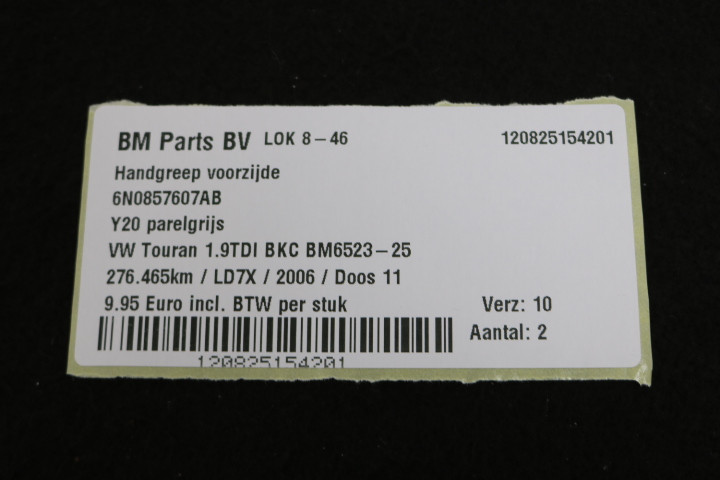 BM Parts BV LOK 8-46 120825154201
Handgreep voorzijde
6N0857607AB
Y20 parelgrijs
VW Touran 1.9TDI BKC BM6523-25
276.465km / LD7X / 2006 / Doos 11
9.95 Euro incl. BTW per stuk Verz: 10
Aantal: 2
120825154201